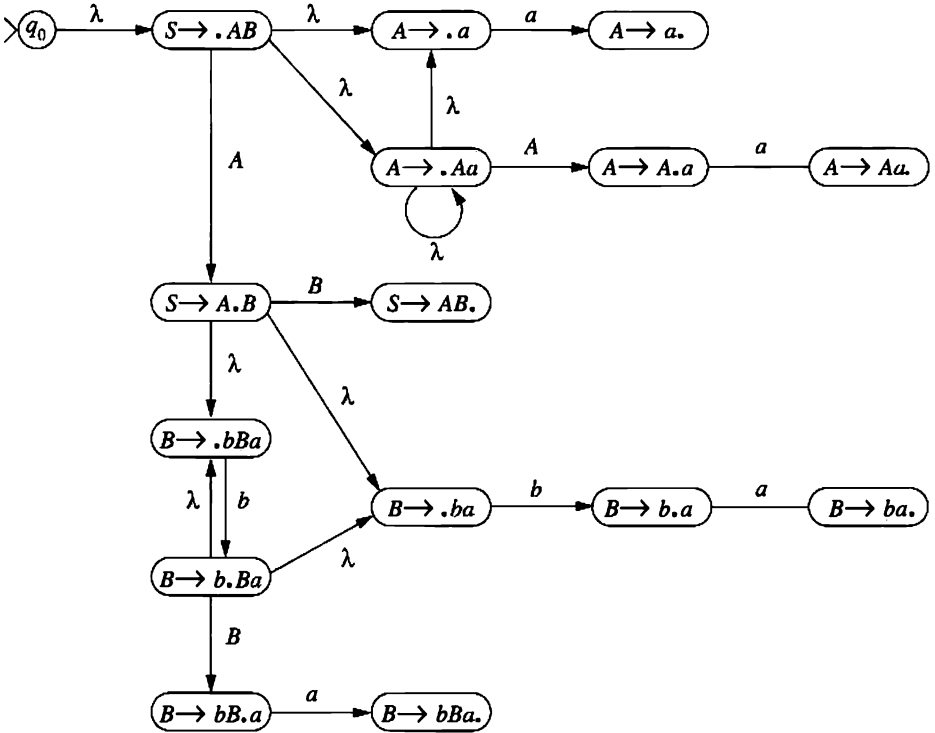 q₀ λ S → .AB λ A → .a a A → a.
λ λ
A A → .Aa A A → A.a a A → Aa.
λ
S → A.B B S → AB.
λ λ
B → .bBa
λ b B → .ba b B → b.a a B → ba.
B → b.Ba λ
B
B → bB.a a B → bBa.